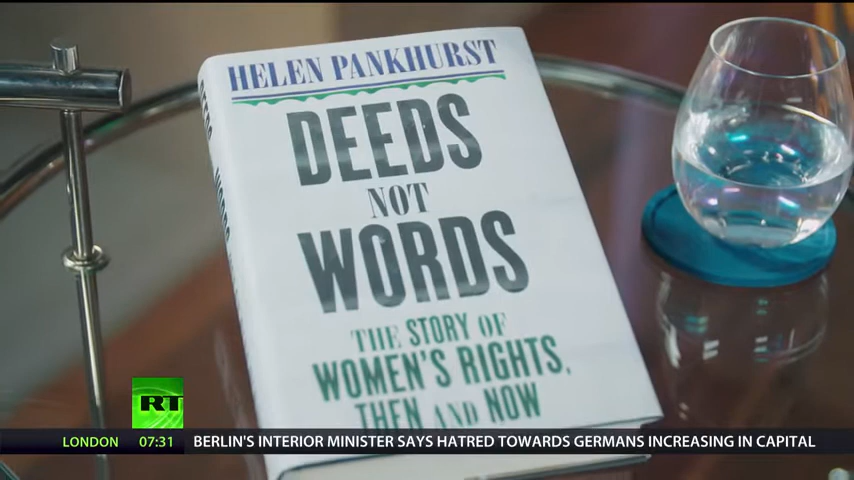 HELEN PANKHURST
DEEDS
NOT
WORDS
THE STORY OF
WOMEN'S RIGHTS,
THEN AND NOW
RT
LONDON 07:31 BERLIN'S INTERIOR MINISTER SAYS HATRED TOWARDS GERMANS INCREASING IN CAPITAL